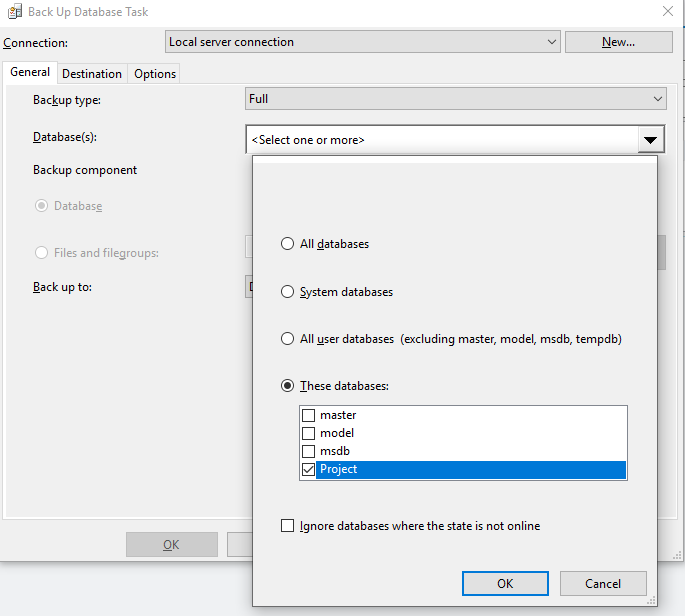 Back Up Database Task
Connection:
Local server connection
New...
General
Destination
Options
Backup type:
Full
Database(s):
<Select one or more>
Backup component
Database
Files and filegroups:
Back up to:
All databases
System databases
All user databases (excluding master, model, msdb, tempdb)
These databases:
master
model
msdb
Project
Ignore databases where the state is not online
OK
OK
Cancel